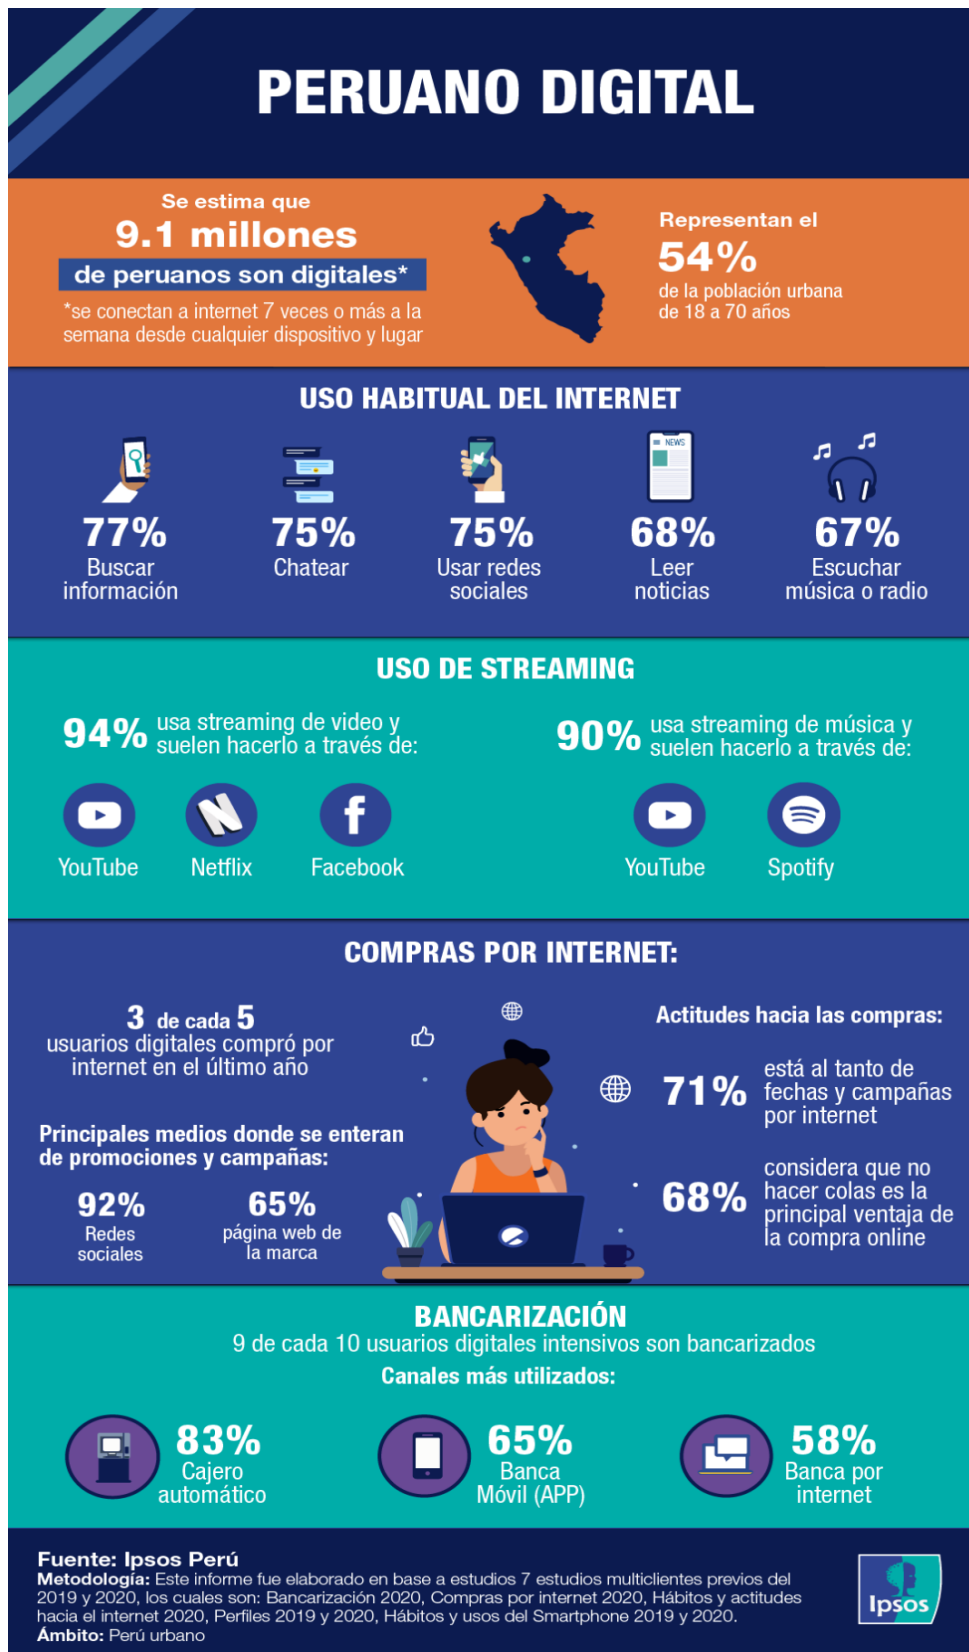 PERUANO DIGITAL
Se estima que
9.1 millones
de peruanos son digitales*
*se conectan a internet 7 veces o más a la
semana desde cualquier dispositivo y lugar
Representan el
54%
de la población urbana
de 18 a 70 años
USO HABITUAL DEL INTERNET
77%
Buscar
información
75%
Chatear
75%
Usar redes
sociales
NEWS
68%
Leer
noticias
67%
Escuchar
música o radio
USO DE STREAMING
94% usa streaming de video y
suelen hacerlo a través de:
YouTube
Netflix
Facebook
90% usa streaming de música y
suelen hacerlo a través de:
YouTube
Spotify
COMPRAS POR INTERNET:
3 de cada 5
usuarios digitales compró por
internet en el último año
Principales medios donde se enteran
de promociones y campañas:
92%
Redes
sociales
65%
página web de
la marca
Actitudes hacia las compras:
71%
está al tanto de
fechas y campañas
por internet
68%
considera que no
hacer colas es la
principal ventaja de
la compra online
BANCARIZACIÓN
9 de cada 10 usuarios digitales intensivos son bancarizados
Canales más utilizados:
83%
Cajero
automático
65%
Banca
Móvil (APP)
58%
Banca por
internet
Fuente: Ipsos Perú
Metodología: Este informe fue elaborado en base a estudios 7 estudios multiclientes previos del
2019 y 2020, los cuales son: Bancarización 2020, Compras por internet 2020, Hábitos y actitudes
hacia el internet 2020, Perfiles 2019 y 2020, Hábitos y usos del Smartphone 2019 y 2020.
Ámbito: Perú urbano
Ipsos